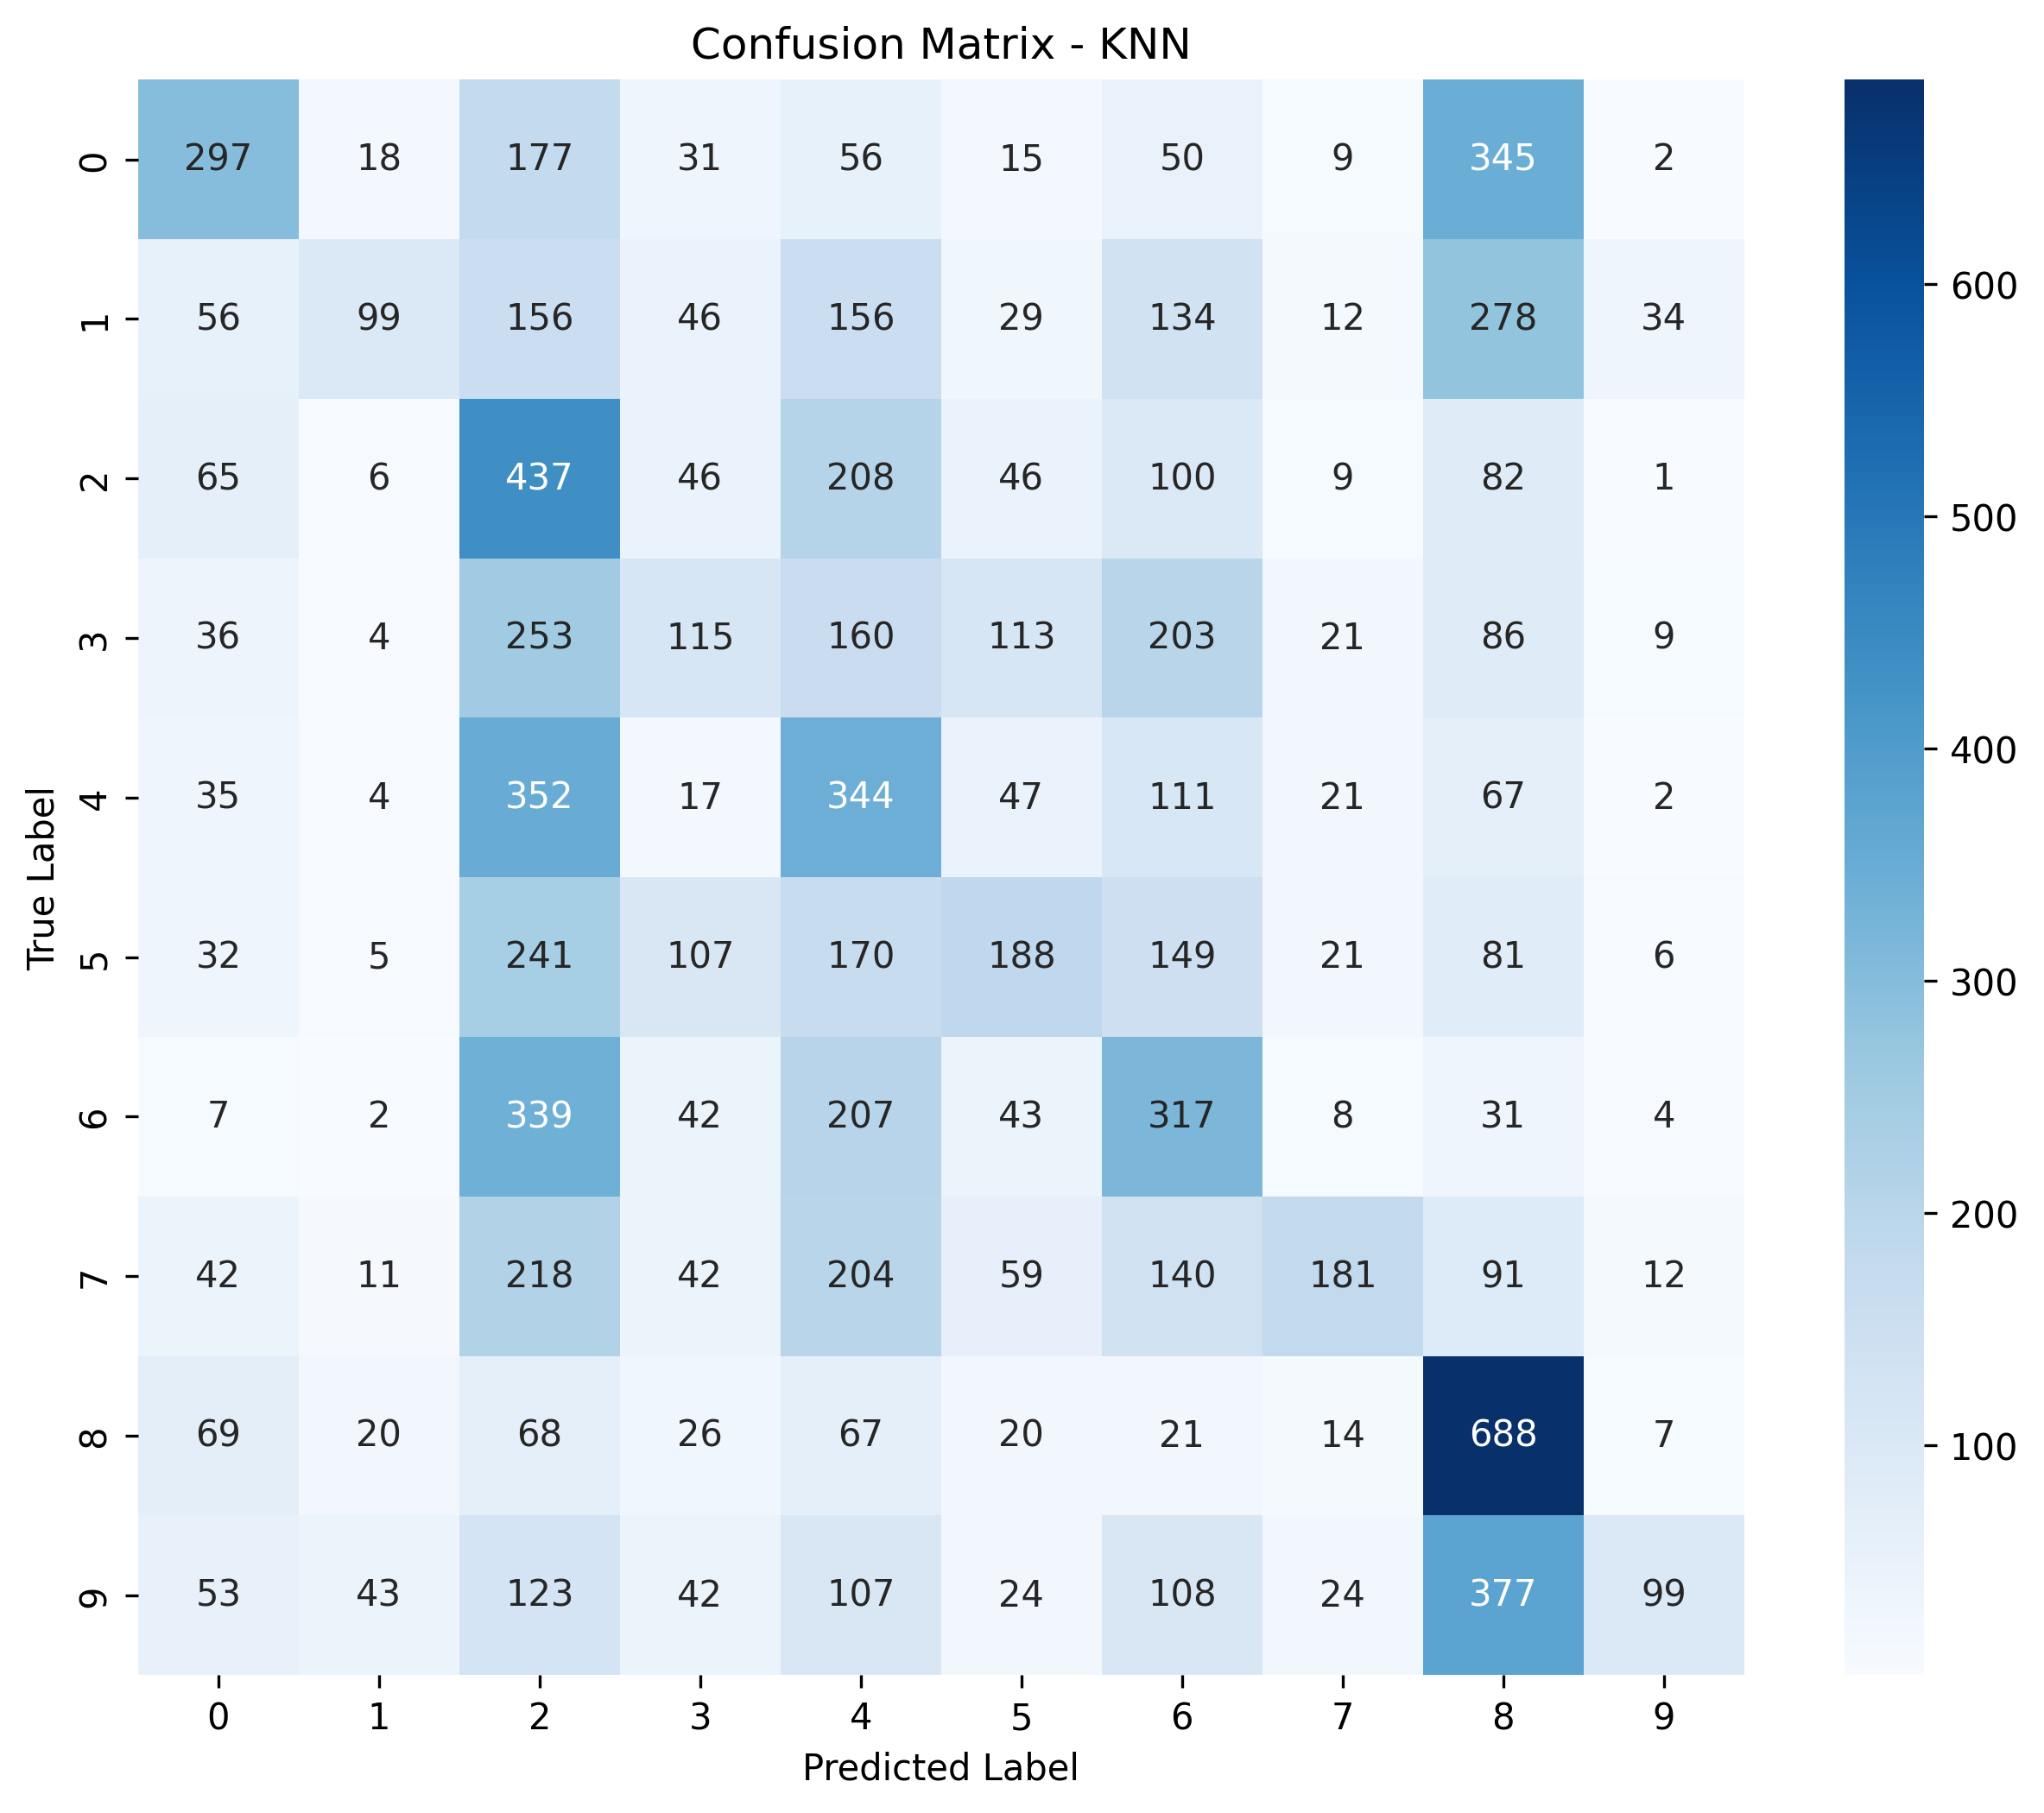 Confusion Matrix - KNN
0 297 18 177 31 56 15 50 9 345 2
1 56 99 156 46 156 29 134 12 278 34
2 65 6 437 46 208 46 100 9 82 1
3 36 4 253 115 160 113 203 21 86 9
4 35 4 352 17 344 47 111 21 67 2
5 32 5 241 107 170 188 149 21 81 6
6 7 2 339 42 207 43 317 8 31 4
7 42 11 218 42 204 59 140 181 91 12
8 69 20 68 26 67 20 21 14 688 7
9 53 43 123 42 107 24 108 24 377 99
0 1 2 3 4 5 6 7 8 9
Predicted Label
True Label
600
500
400
300
200
100